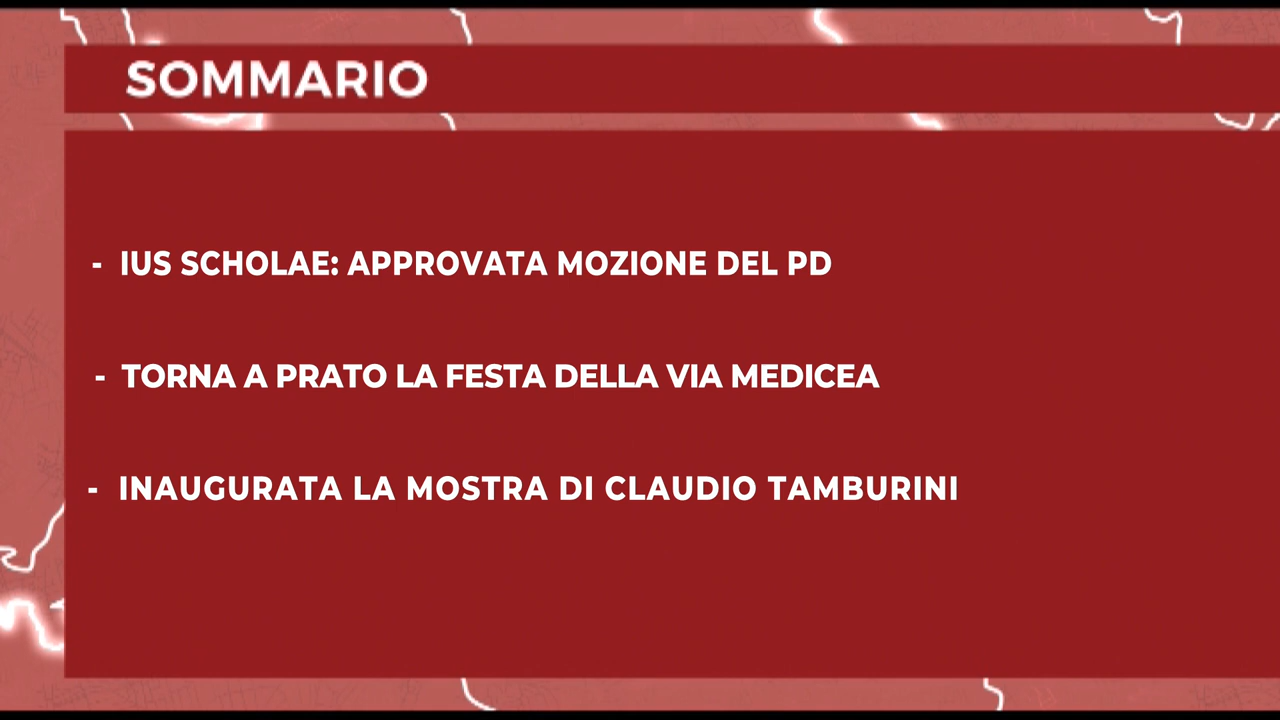 SOMMARIO
- IUS SCHOLAE: APPROVATA MOZIONE DEL PD
- TORNA A PRATO LA FESTA DELLA VIA MEDICEA
- INAUGURATA LA MOSTRA DI CLAUDIO TAMBURINI